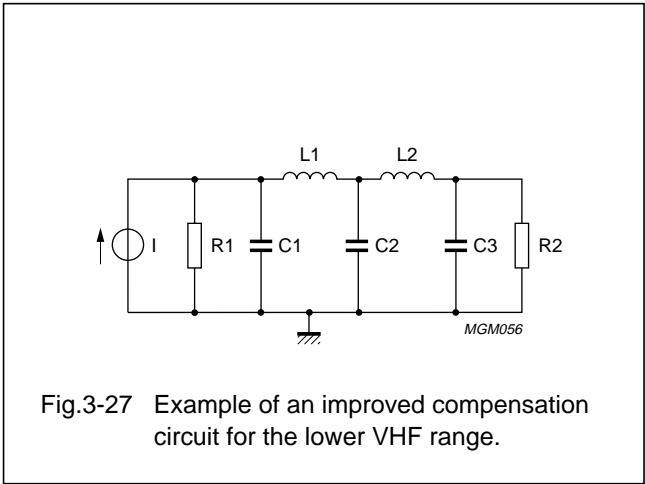 L1 L2
I R1 C1 C2 C3 R2
MGM056
Fig.3-27 Example of an improved compensation
circuit for the lower VHF range.